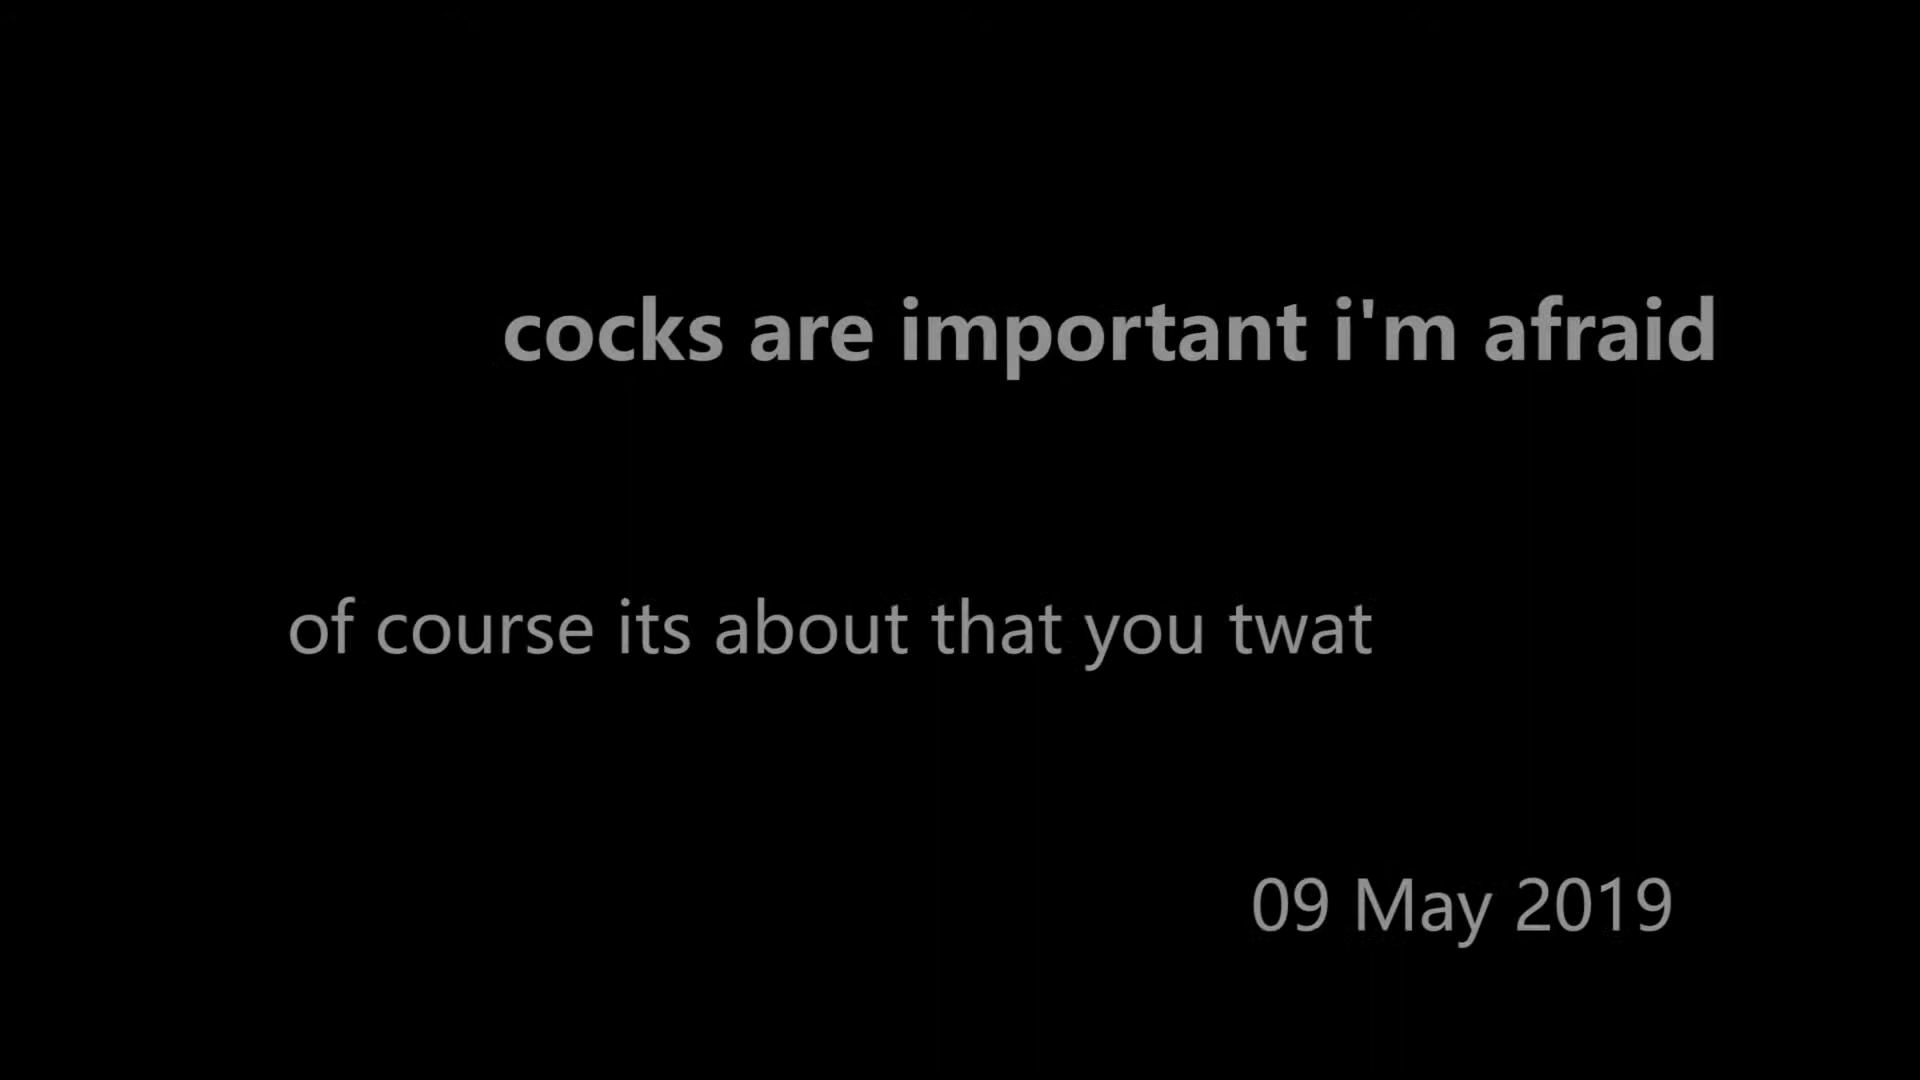 cocks are important i'm afraid
of course its about that you twat
09 May 2019